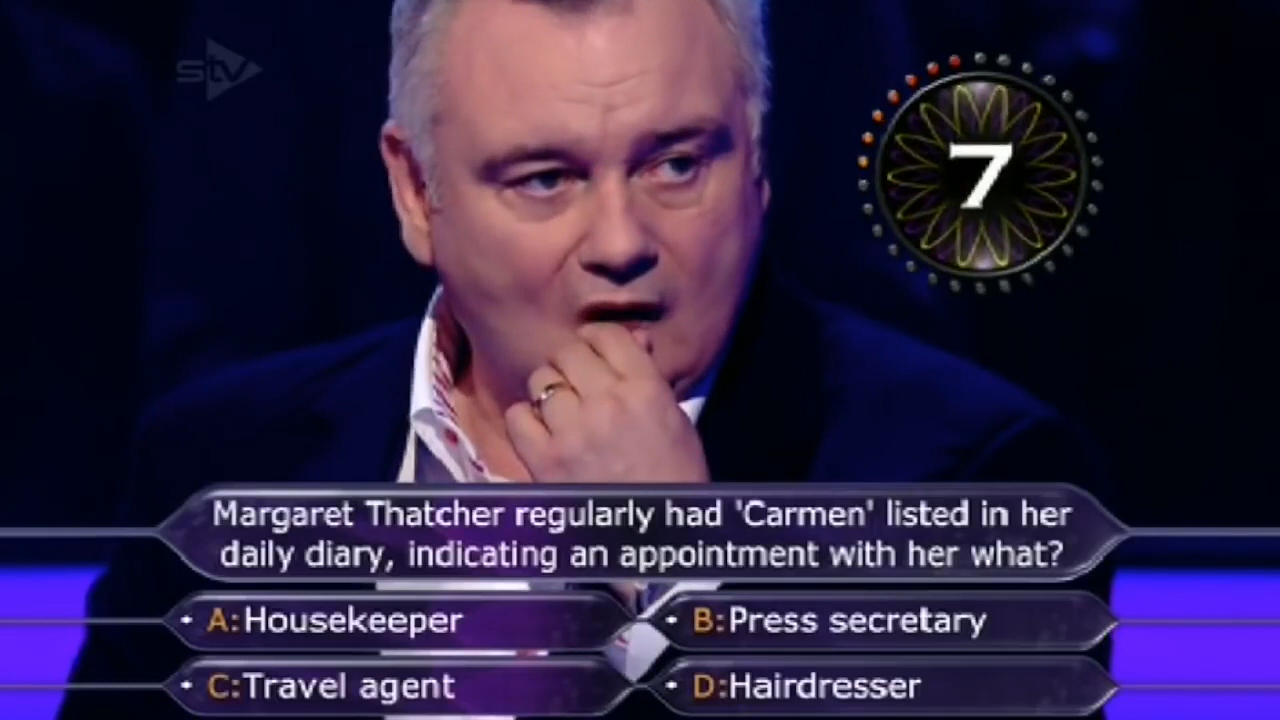 stv
7
Margaret Thatcher regularly had 'Carmen' listed in her
daily diary, indicating an appointment with her what?
A:Housekeeper
B:Press secretary
C:Travel agent
D:Hairdresser